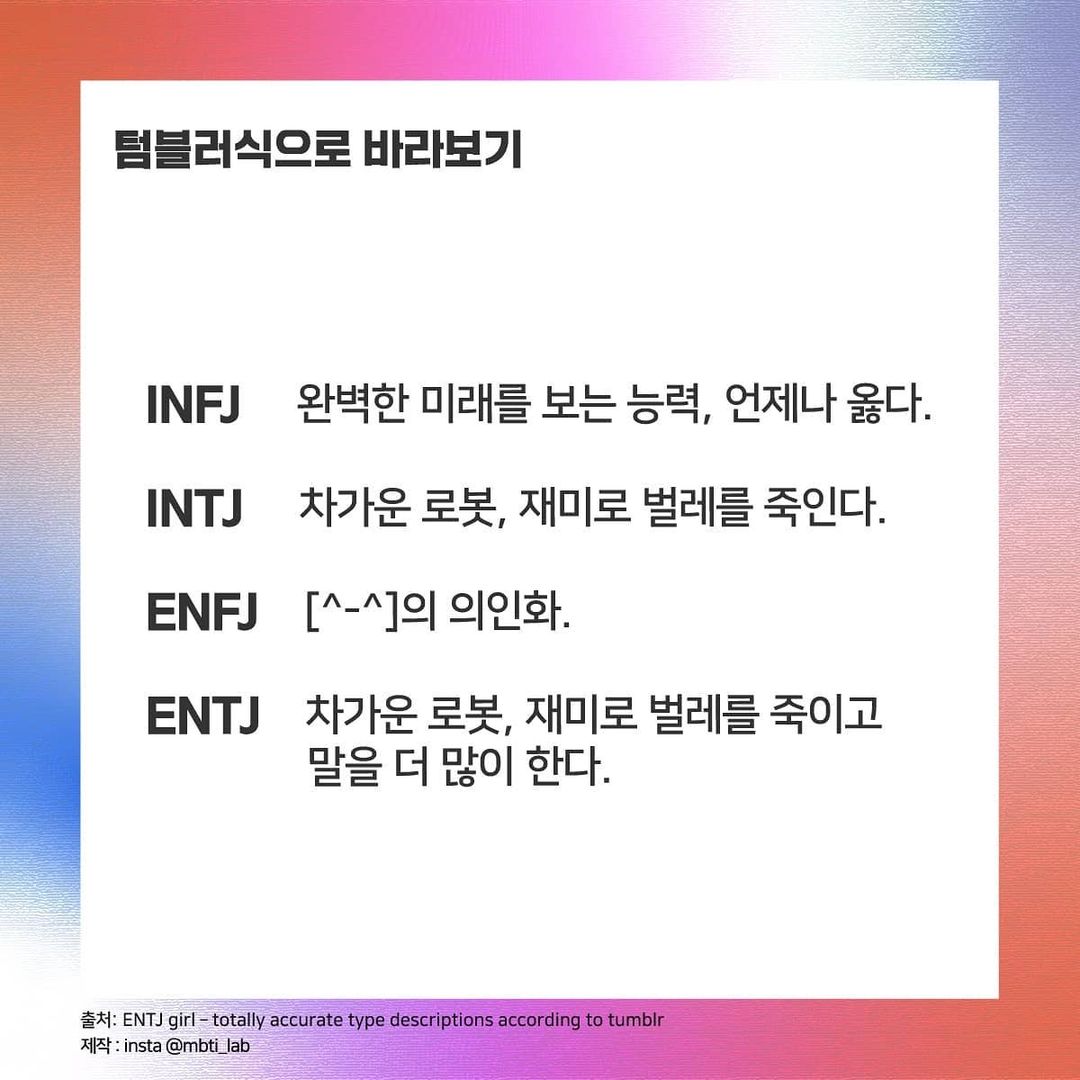 텀블러식으로 바라보기
INFJ 완벽한 미래를 보는 능력, 언제나 옳다.
INTJ 차가운 로봇, 재미로 벌레를 죽인다.
ENFJ [^-^]의 의인화.
ENTJ 차가운 로봇, 재미로 벌레를 죽이고
말을 더 많이 한다.
출처: ENTJ girl - totally accurate type descriptions according to tumblr
제작 : insta @mbti_lab